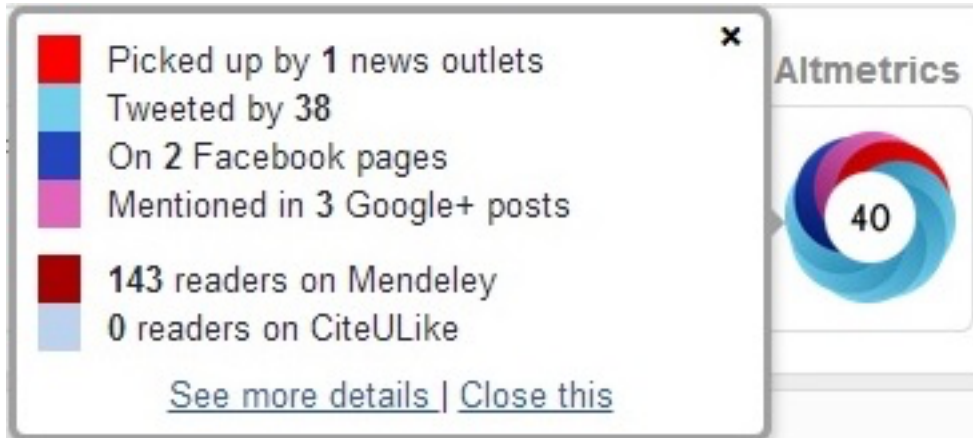 Picked up by 1 news outlets
Tweeted by 38
On 2 Facebook pages
Mentioned in 3 Google+ posts
143 readers on Mendeley
0 readers on CiteULike
See more details | Close this
Altmetrics
40